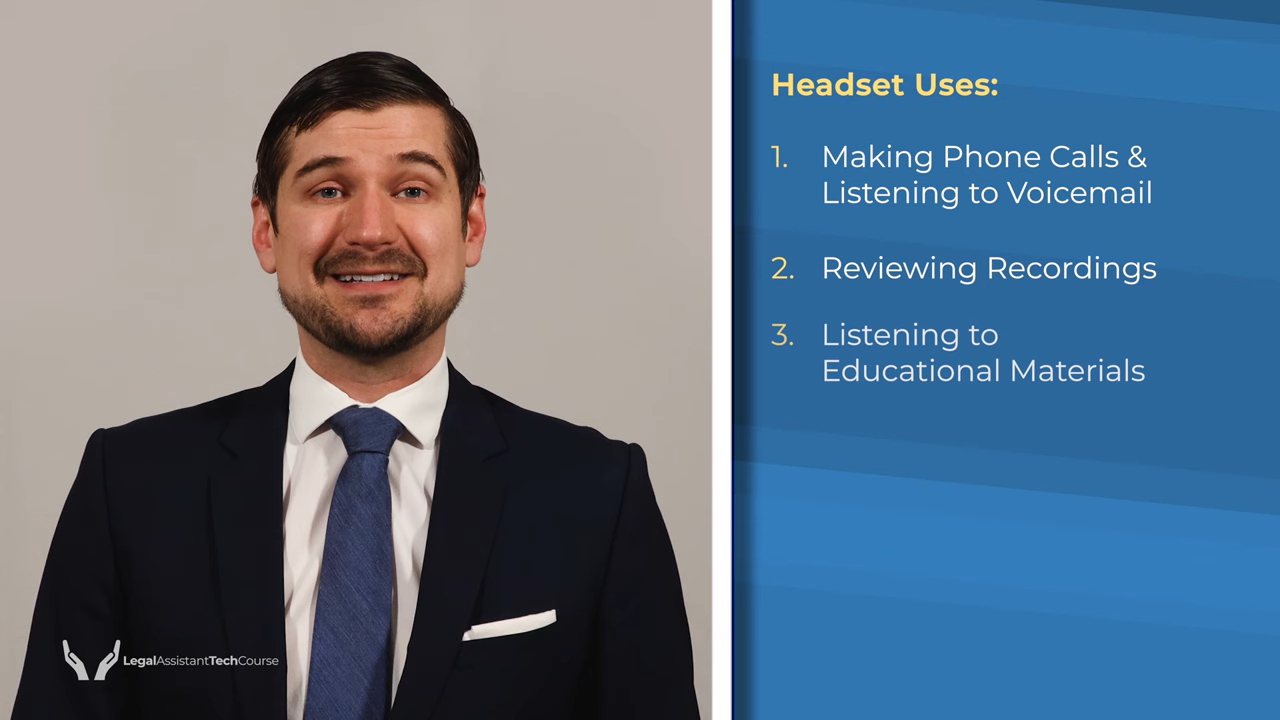 Headset Uses:
1. Making Phone Calls &
Listening to Voicemail
2. Reviewing Recordings
3. Listening to
Educational Materials
LegalAssistantTechCourse